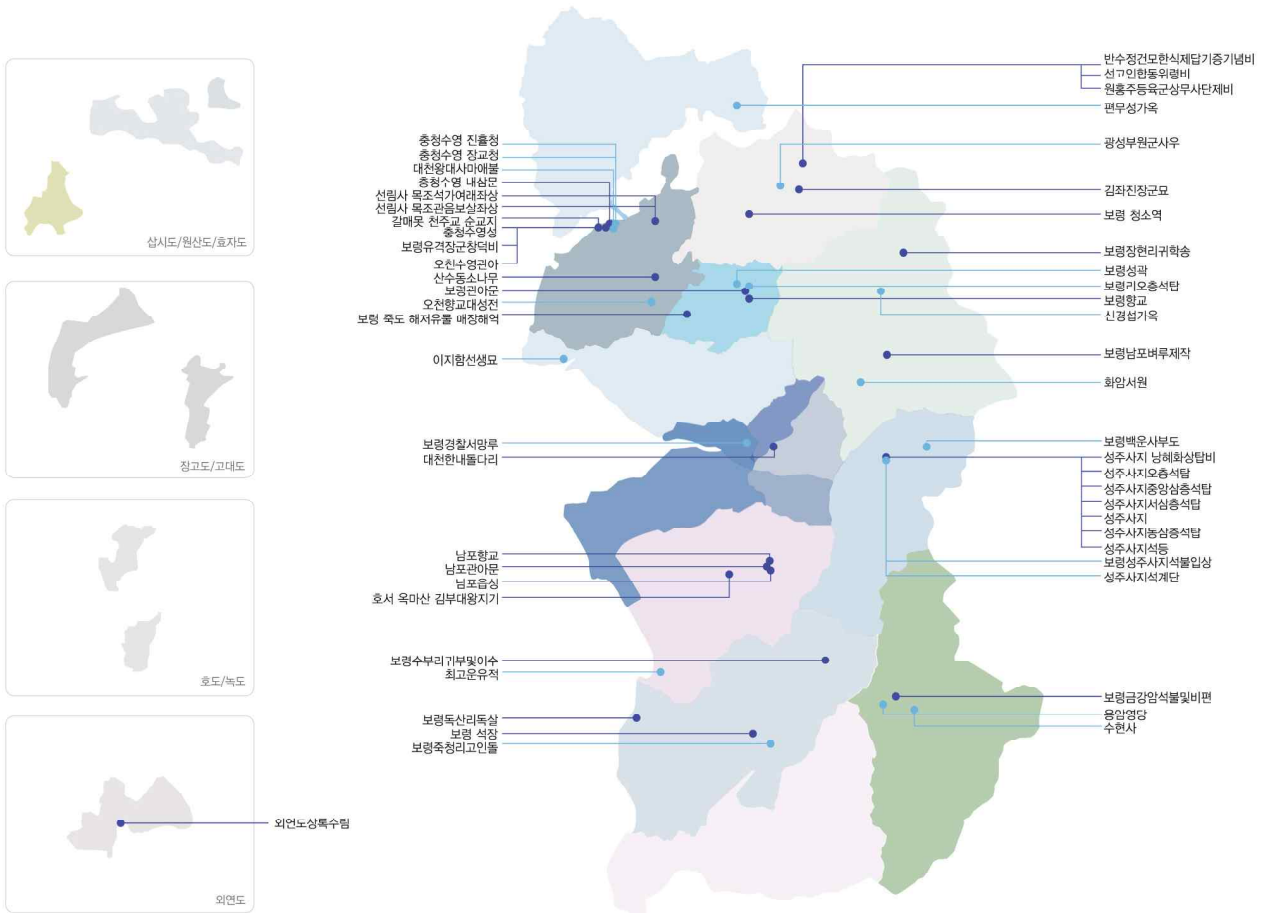 삽시도/원산도/효자도
장고도/고대도
호도/녹도
외연도
외언도상록수림
충청수영 진휼청
충청수영 장교청
대천왕대사마애불
충청수영 내삼문
선림사 목조석가여래좌상
선림사 목조관음보살좌상
갈매못 천주교 순교지
충청수영성
보령유격장군청덕비
오천수영관아
산수동소나무
보령관아문
오천향교대성전
보령 죽도 해저유물 매장해역
이지함선생묘
보령경찰서망루
대천한내돌다리
남포향교
남포관아문
남포읍성
호서 옥마산 김부대왕지기
보령수부리귀부및이수
최고운유적
보령독산리독살
보령 석장
보령죽청리고인돌
반수정건모한식제답기증기념비
선고인합동위령비
원홍주등육군상무사단제비
편무성가옥
광성부원군사우
김좌진장군묘
보령 청소역
보령장현리귀학송
보령성곽
보령리오층석탑
보령향교
신경섭가옥
보령남포벼루제작
화암서원
보령백운사부도
성주사지 낭혜화상탑비
성주사지오층석탑
성주사지중앙삼층석탑
성주사지서삼층석탑
성주사지
성주사지동삼층석탑
성주사지석등
보령성주사지석불입상
성주사지석계단
보령금강암석불및비편
용암영당
수현사